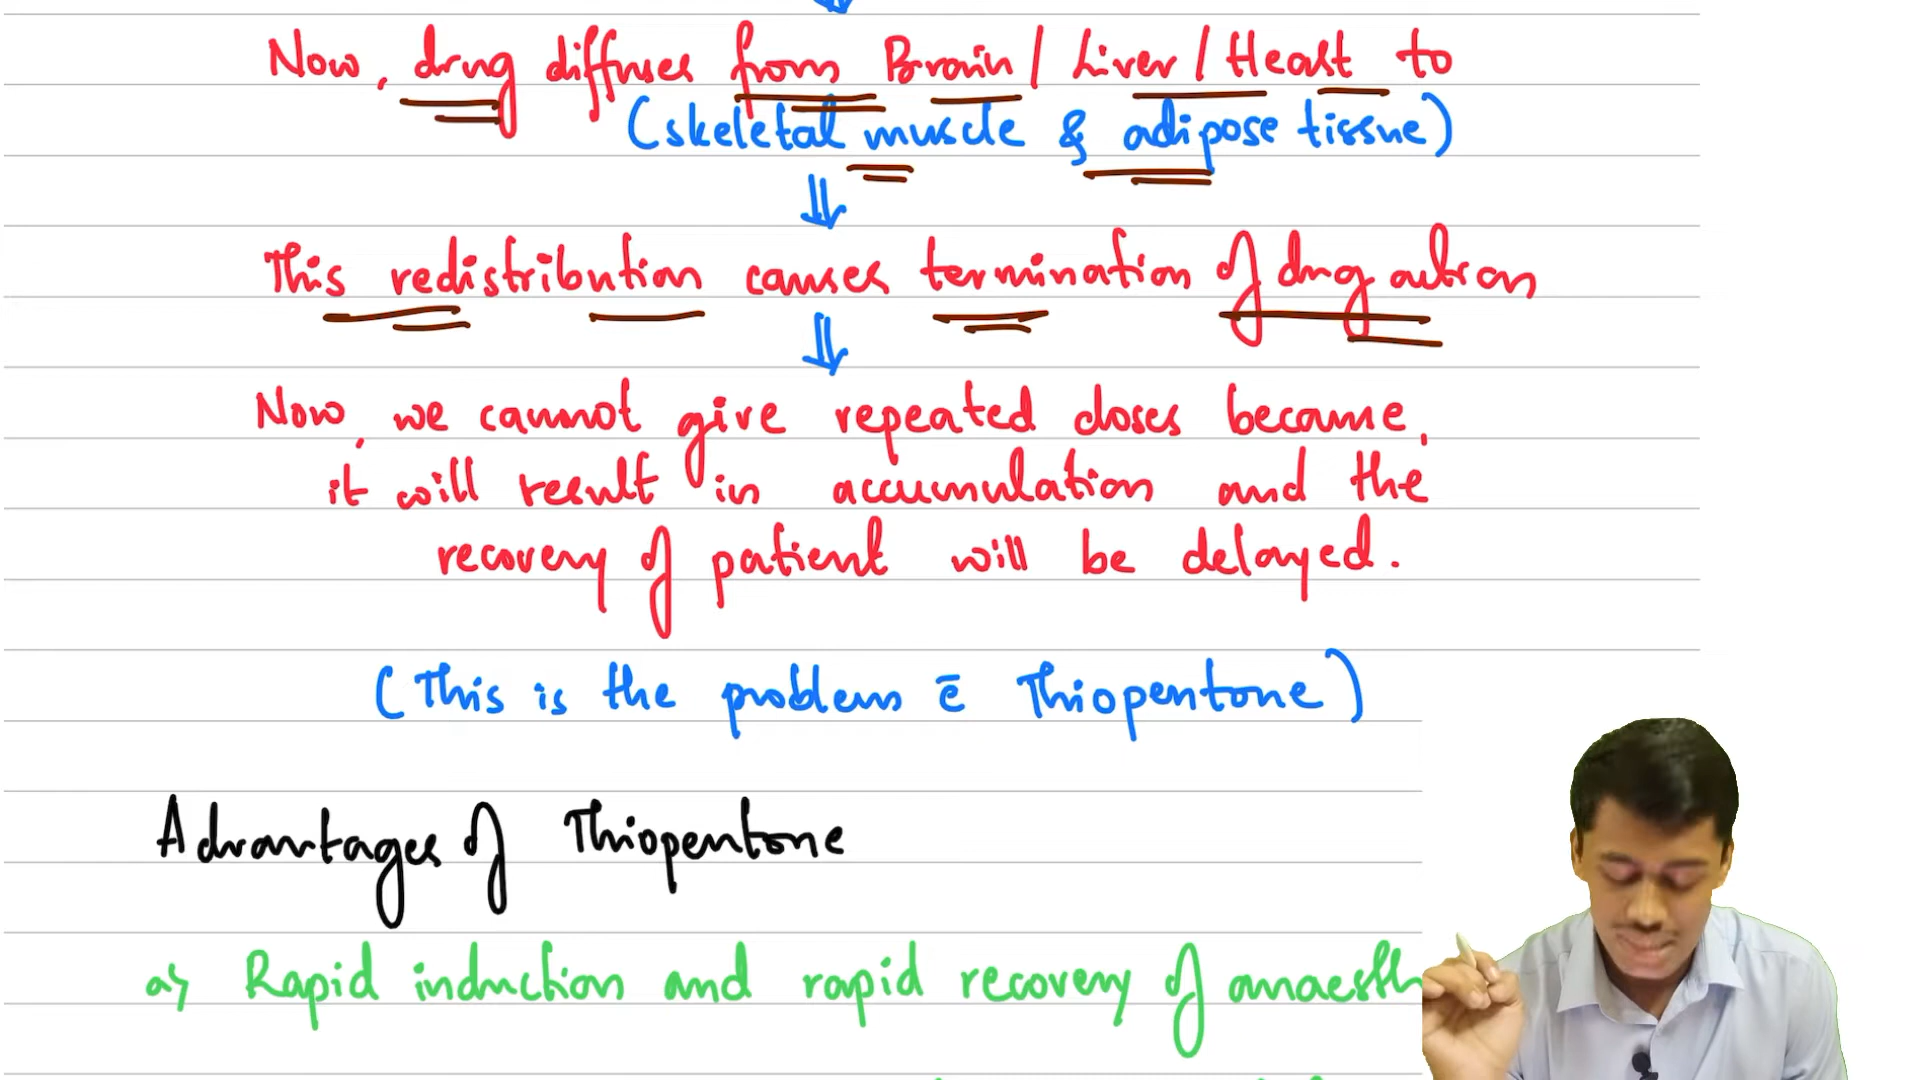 Now, drug diffuses from Brain / Liver / Heart to
(skeletal muscle & adipose tissue)
⇓
This redistribution causes termination of drug action
⇓
Now, we cannot give repeated doses because,
it will result in accumulation and the
recovery of patient will be delayed.
(This is the problem c̄ Thiopentone)
Advantages of Thiopentone
a) Rapid induction and rapid recovery of anaesth